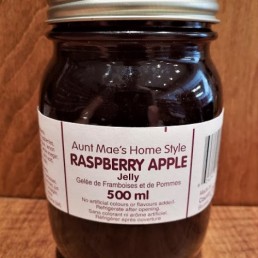 Aunt Mae's Home Style
RASPBERRY APPLE
Jelly
Gelée de Framboises et de Pommes
500 ml
No artificial colours or flavours added.
Refrigerate after opening.
Sans colorant ni arôme artificiel.
Réfrigérer après ouverture.